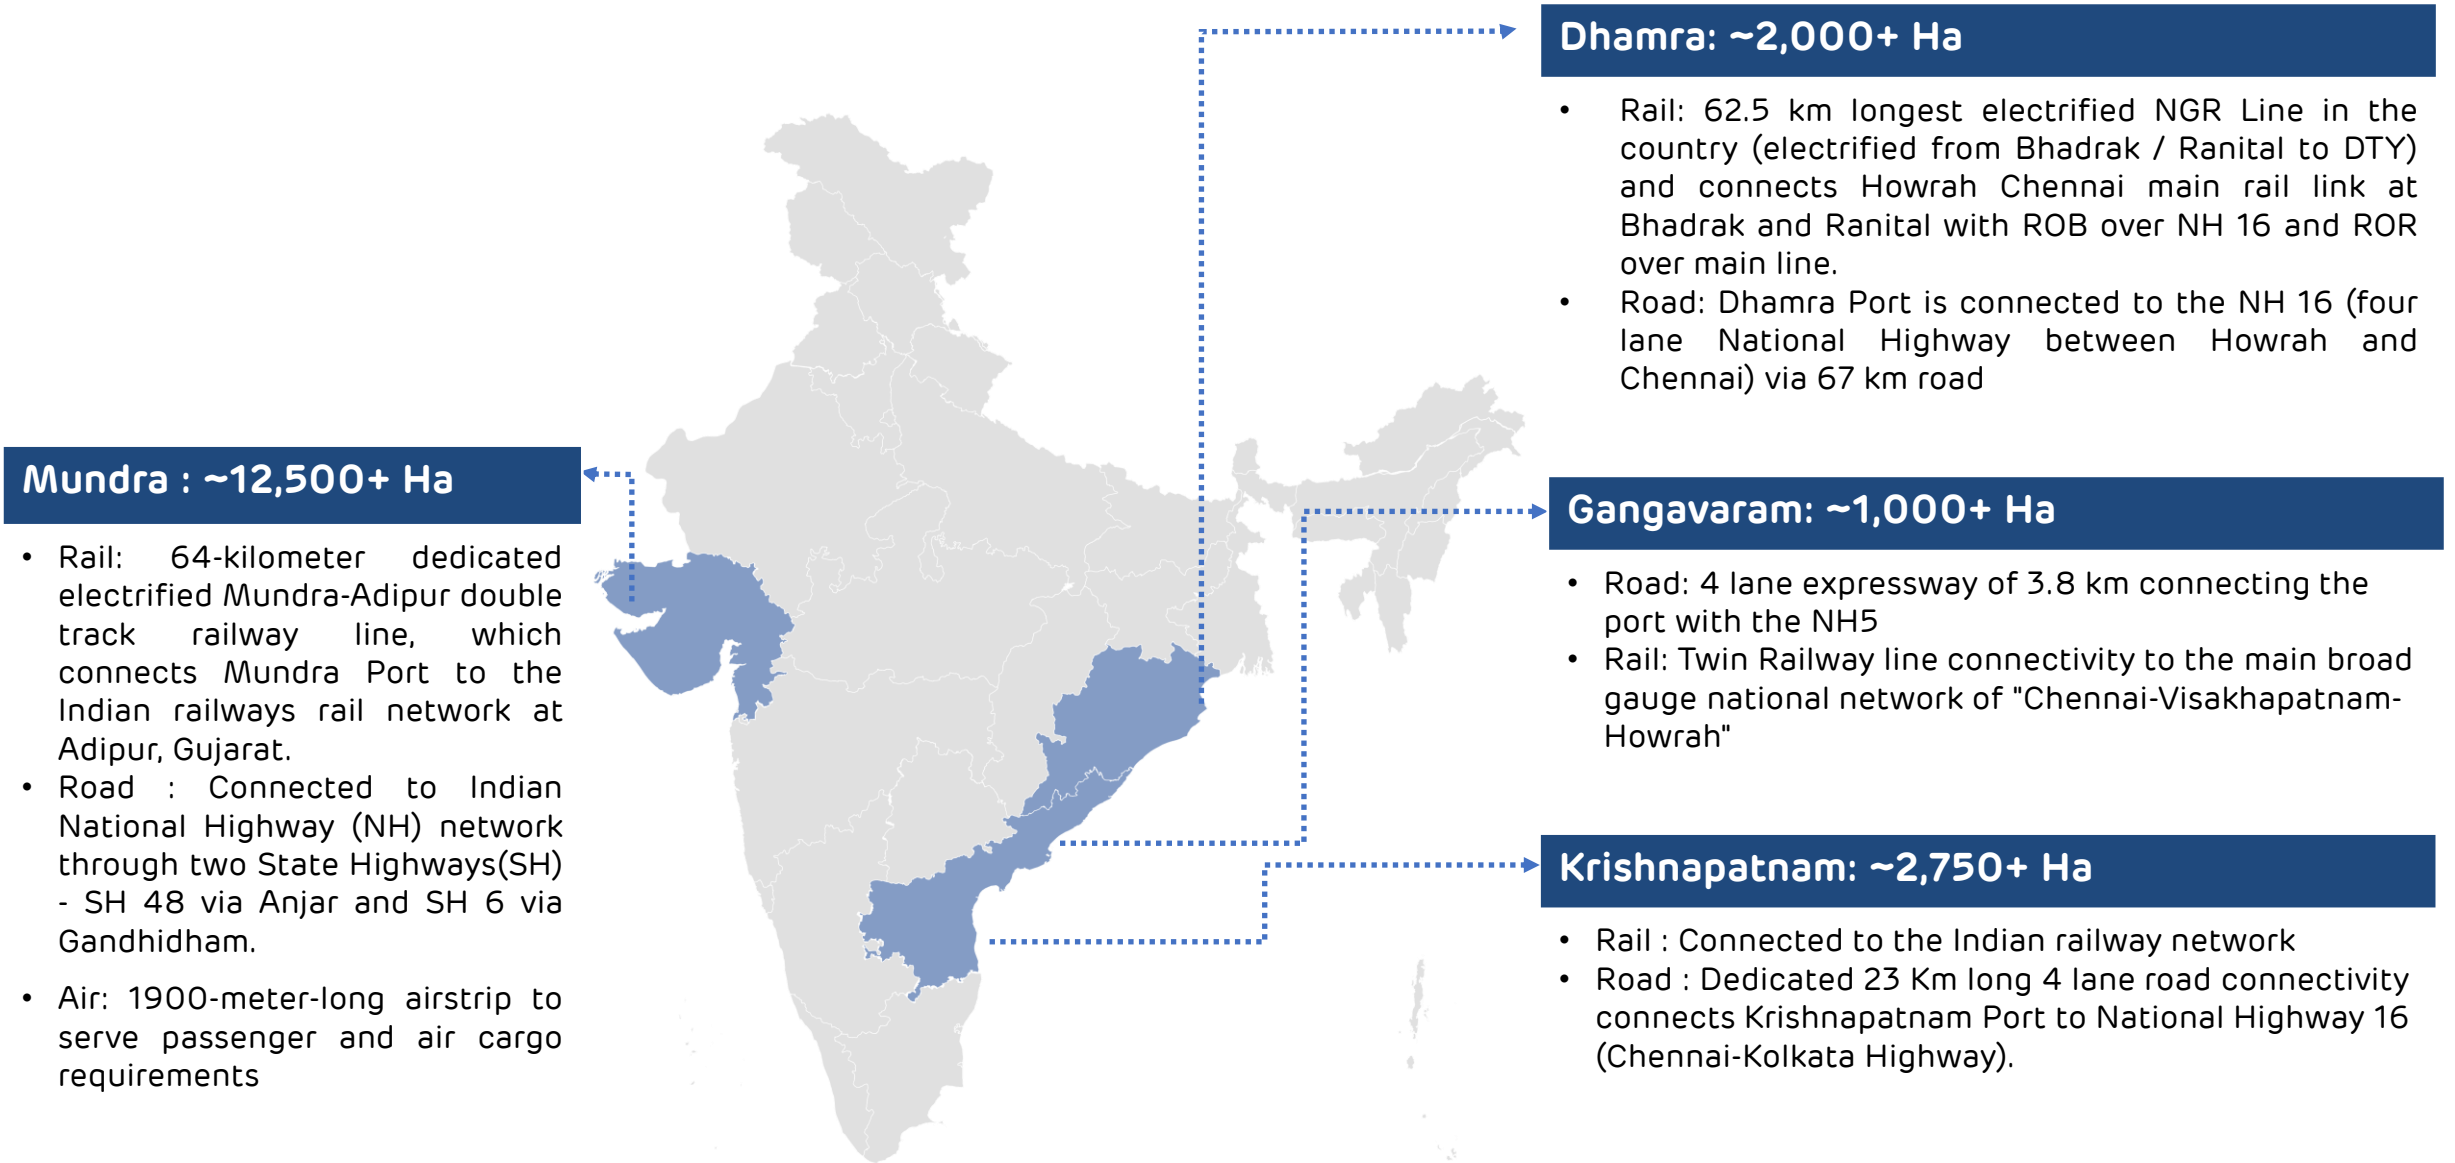 Dhamra: ~2,000+ Ha
• Rail: 62.5 km longest electrified NGR Line in the
country (electrified from Bhadrak / Ranital to DTY)
and connects Howrah Chennai main rail link at
Bhadrak and Ranital with ROB over NH 16 and ROR
over main line.
• Road: Dhamra Port is connected to the NH 16 (four
lane National Highway between Howrah and
Chennai) via 67 km road
Mundra : ~12,500+ Ha
• Rail: 64-kilometer dedicated
electrified Mundra-Adipur double
track railway line, which
connects Mundra Port to the
Indian railways rail network at
Adipur, Gujarat.
• Road : Connected to Indian
National Highway (NH) network
through two State Highways(SH)
- SH 48 via Anjar and SH 6 via
Gandhidham.
• Air: 1900-meter-long airstrip to
serve passenger and air cargo
requirements
Gangavaram: ~1,000+ Ha
• Road: 4 lane expressway of 3.8 km connecting the
port with the NH5
• Rail: Twin Railway line connectivity to the main broad
gauge national network of "Chennai-Visakhapatnam-
Howrah"
Krishnapatnam: ~2,750+ Ha
• Rail : Connected to the Indian railway network
• Road : Dedicated 23 Km long 4 lane road connectivity
connects Krishnapatnam Port to National Highway 16
(Chennai-Kolkata Highway).